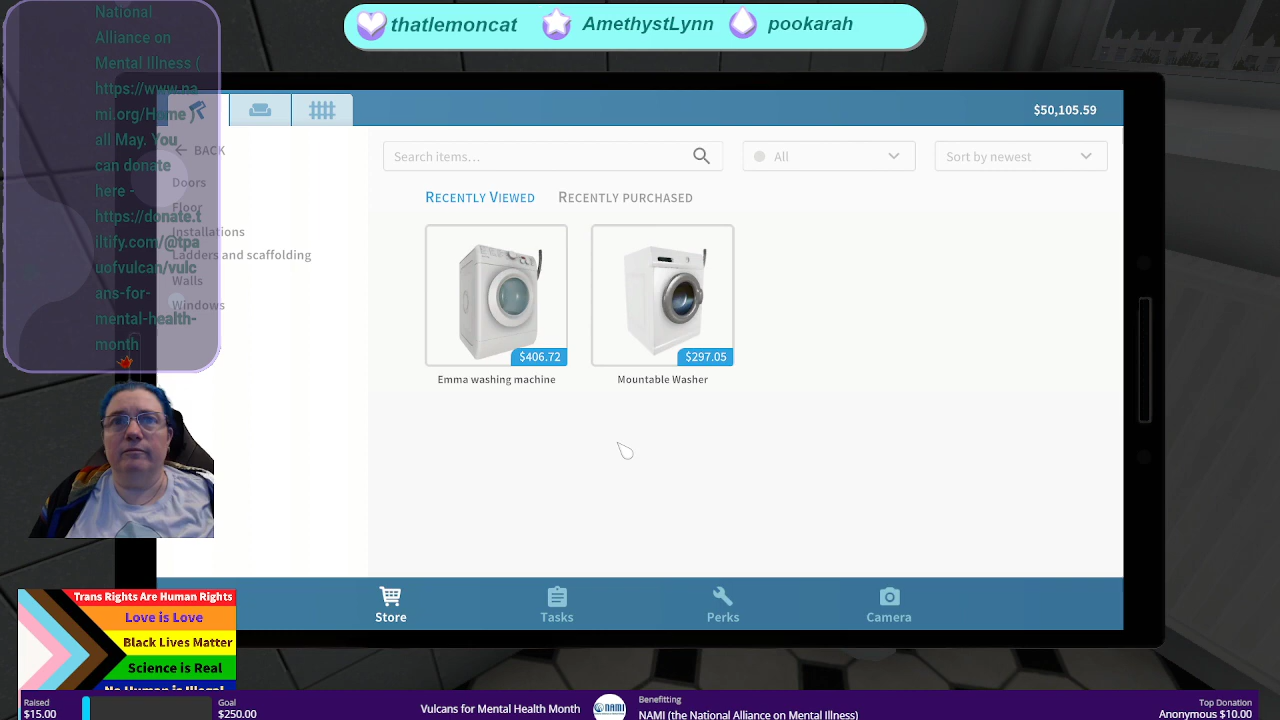 National
Alliance on
Mental Illness (
https://www.na
mi.org/Home )
all May. You
can donate
here -
https://donate.t
iltify.com/@tpa
uofvulcan/vulc
ans-for-
mental-health-
month
thatlemoncat
AmethystLynn
pookarah
$50,105.59
BACK
Doors
Floor
Installations
Ladders and scaffolding
Walls
Windows
Search items...
All
Sort by newest
Recently Viewed
Recently purchased
$406.72
$297.05
Emma washing machine
Mountable Washer
Store
Tasks
Perks
Camera
Trans Rights Are Human Rights
Love is Love
Black Lives Matter
Science is Real
No Human is Illegal
Raised
$15.00
Goal
$250.00
Vulcans for Mental Health Month
NAMI
Benefitting
NAMI (the National Alliance on Mental Illness)
Top Donation
Anonymous $10.00